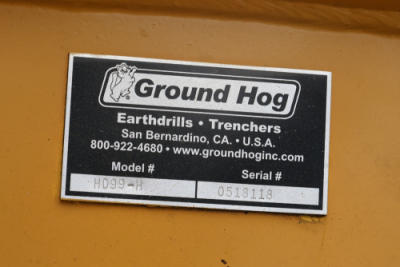 Ground Hog
Earthdrills • Trenchers
San Bernardino, CA. • U.S.A.
800-922-4680 • www.groundhoginc.com
Model # Serial #
HD99-H 0518118